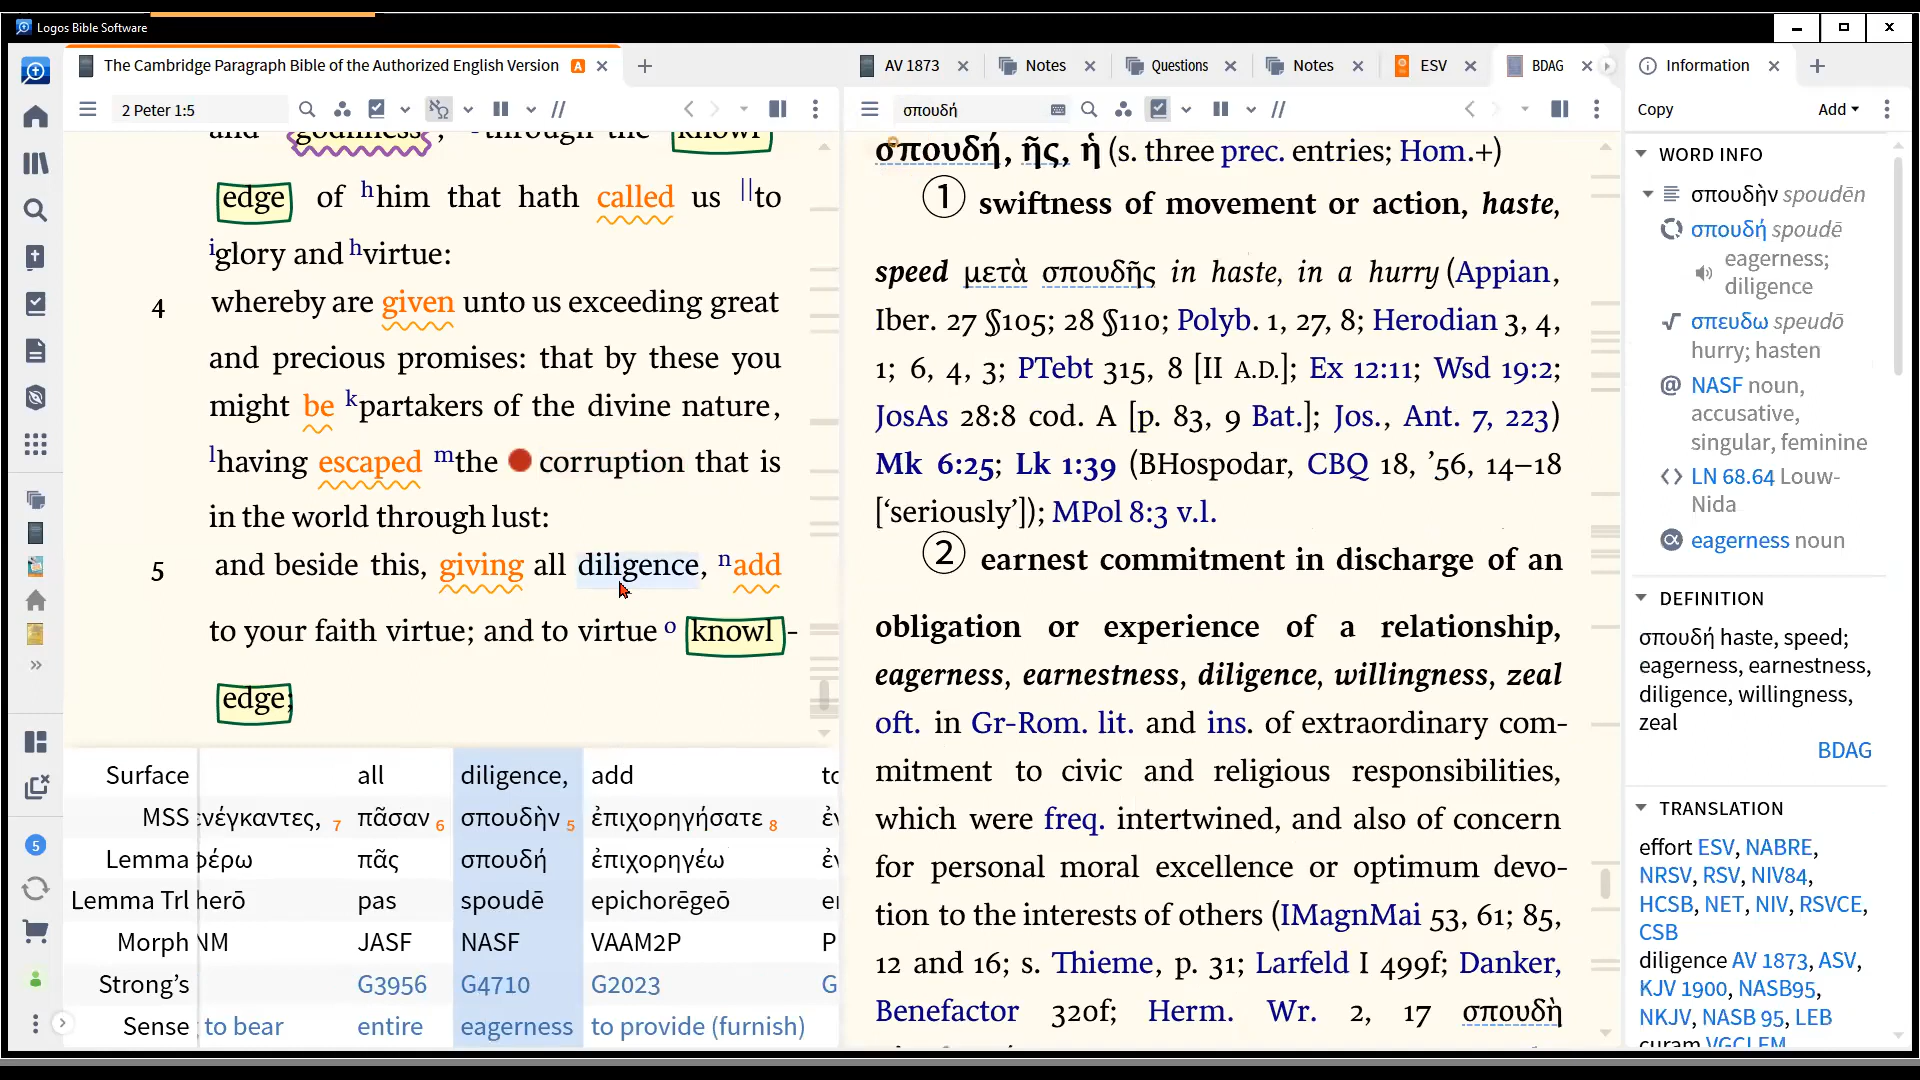 Logos Bible Software
The Cambridge Paragraph Bible of the Authorized English Version A
2 Peter 1:5
and godliness, through the knowl
edge of h him that hath called us || to
i glory and h virtue:
4 whereby are given unto us exceeding great
and precious promises: that by these you
might be k partakers of the divine nature,
l having escaped m the corruption that is
in the world through lust:
5 and beside this, giving all diligence, n add
to your faith virtue; and to virtue o knowl -
edge;
Surface all diligence, add to
MSS ενέγκαντες, 7 πᾶσαν 6 σπουδὴν 5 ἐπιχορηγήσατε 8
Lemma φέρω πᾶς σπουδή ἐπιχορηγέω
Lemma Trl herō pas spoudē epichorēgeō
Morph NM JASF NASF VAAM2P P
Strong's G3956 G4710 G2023 G
Sense to bear entire eagerness to provide (furnish)
5
AV 1873 Notes Questions Notes ESV BDAG
σπουδή
σπουδή, ῆς, ἡ (s. three prec. entries; Hom.+)
① swiftness of movement or action, haste,
speed μετὰ σπουδῆς in haste, in a hurry (Appian,
Iber. 27 §105; 28 §110; Polyb. 1, 27, 8; Herodian 3, 4,
1; 6, 4, 3; PTebt 315, 8 [II A.D.]; Ex 12:11; Wsd 19:2;
JosAs 28:8 cod. A [p. 83, 9 Bat.]; Jos., Ant. 7, 223)
Mk 6:25; Lk 1:39 (BHospodar, CBQ 18, ’56, 14–18
[‘seriously’]); MPol 8:3 v.l.
② earnest commitment in discharge of an
obligation or experience of a relationship,
eagerness, earnestness, diligence, willingness, zeal
oft. in Gr-Rom. lit. and ins. of extraordinary com-
mitment to civic and religious responsibilities,
which were freq. intertwined, and also of concern
for personal moral excellence or optimum devo-
tion to the interests of others (IMagnMai 53, 61; 85,
12 and 16; s. Thieme, p. 31; Larfeld I 499f; Danker,
Benefactor 320f; Herm. Wr. 2, 17 σπουδὴ
Information
Copy Add
WORD INFO
σπουδὴν spoudēn
σπουδή spoudē
eagerness;
diligence
σπευδω speudō
hurry; hasten
@ NASF noun,
accusative,
singular, feminine
LN 68.64 Louw-
Nida
eagerness noun
DEFINITION
σπουδή haste, speed;
eagerness, earnestness,
diligence, willingness,
zeal
BDAG
TRANSLATION
effort ESV, NABRE,
NRSV, RSV, NIV84,
HCSB, NET, NIV, RSVCE,
CSB
diligence AV 1873, ASV,
KJV 1900, NASB95,
NKJV, NASB 95, LEB
curam VGCLEM